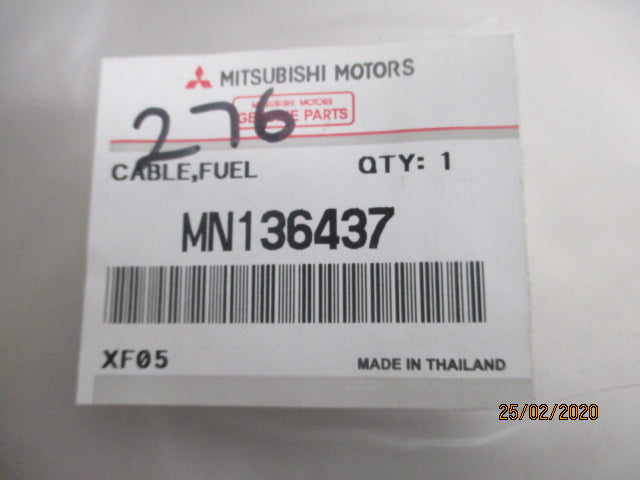 MITSUBISHI MOTORS
MITSUBISHI MOTORS
GENUINE PARTS
276
CABLE,FUEL QTY: 1
MN136437
XF05 MADE IN THAILAND
25/02/2020